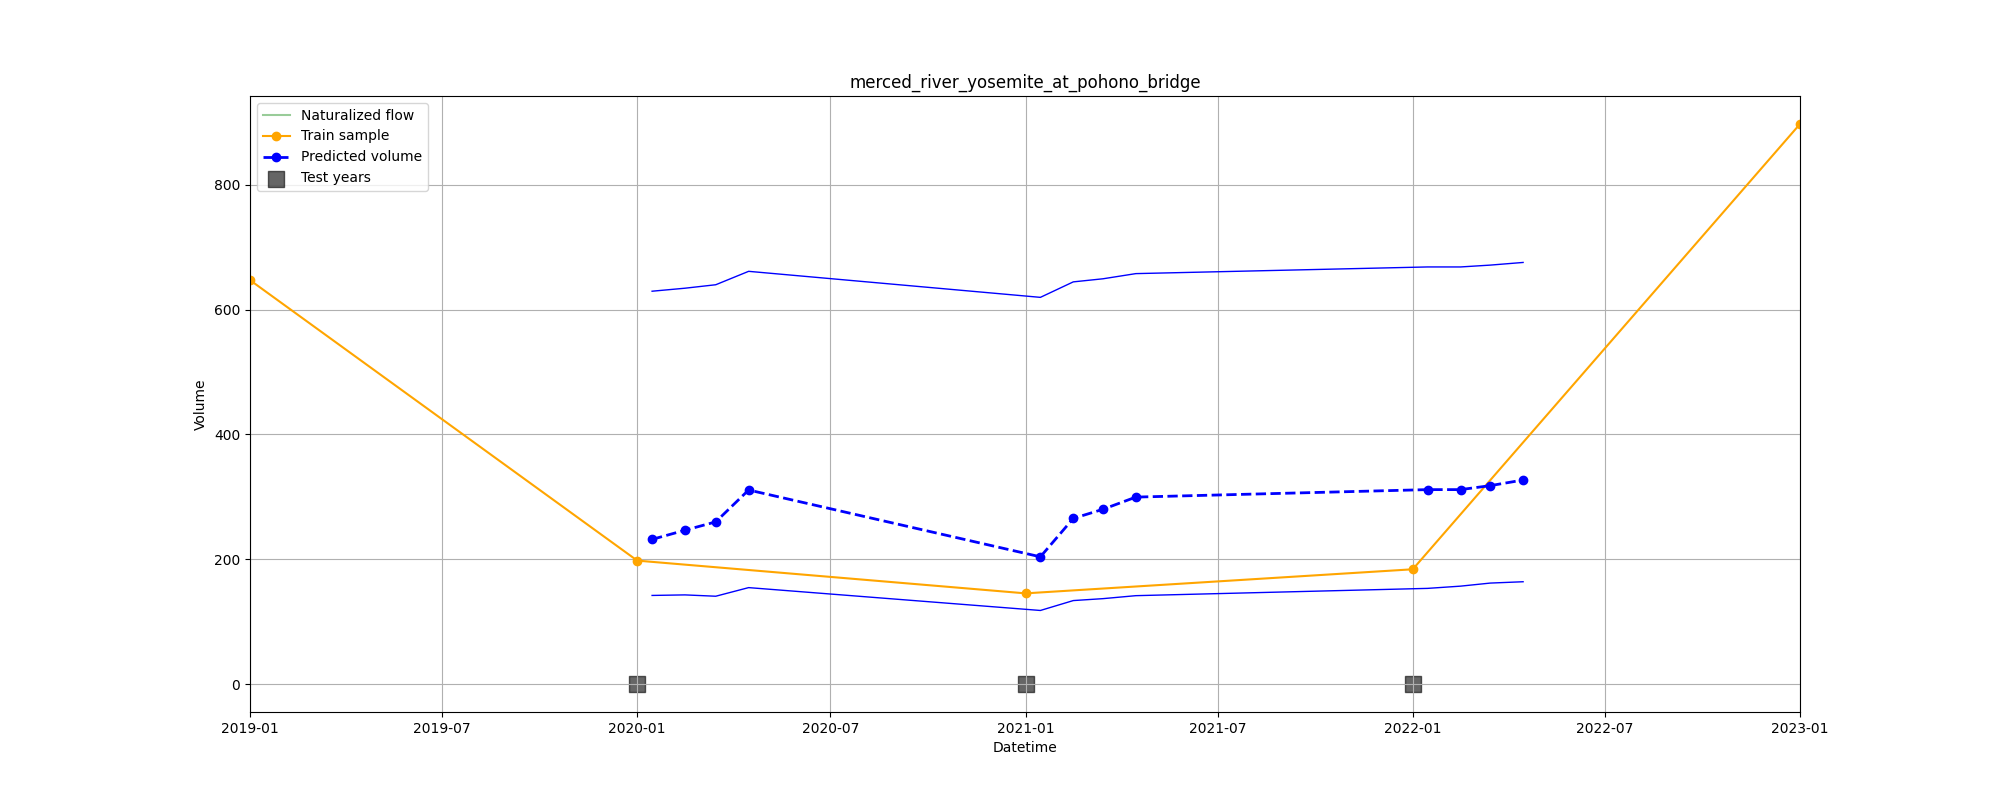 merced_river_yosemite_at_pohono_bridge
Naturalized flow
Train sample
Predicted volume
Test years
800
600
400
200
0
Volume
2019-01 2019-07 2020-01 2020-07 2021-01 2021-07 2022-01 2022-07 2023-01
Datetime